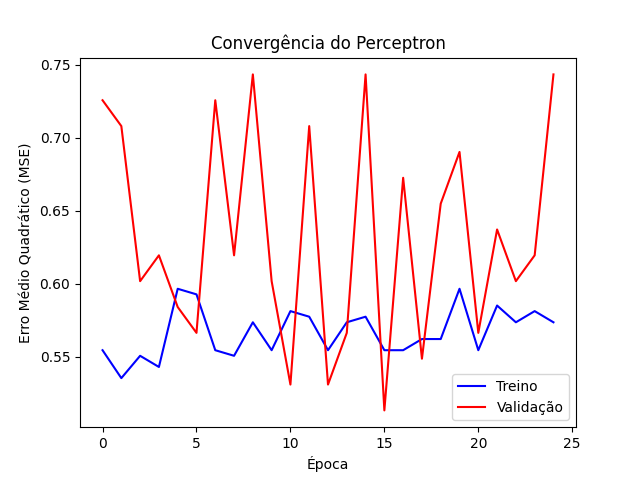 Convergência do Perceptron
0.75
0.70
0.65
0.60
0.55
Erro Médio Quadrático (MSE)
0 5 10 15 20 25
Época
Treino
Validação